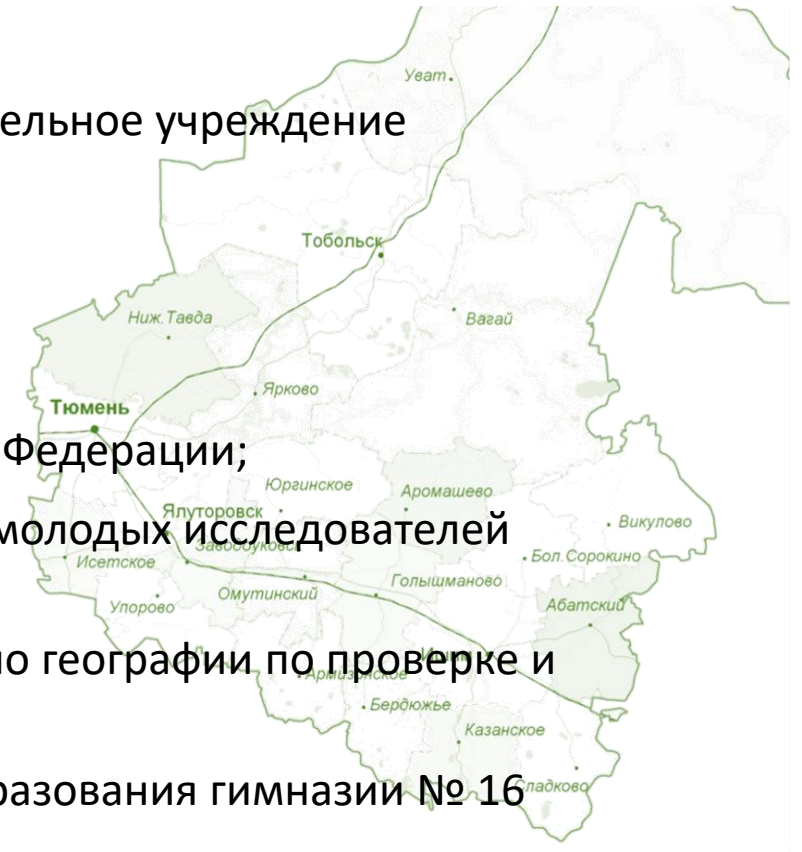 Уват
ельное учреждение
Тобольск
Ниж.Тавда
Вагай
Ярково
Тюмень
Федерации;
Юргинское
Аромашево
Ялуторовск
Викулово
молодых исследователей
Бол.Сорокино
Исетское
Голышманово
Омутинский
Абатский
Упорово
о географии по проверке и
Армизонское
Бердюжье
Казанское
разования гимназии № 16
Сладково